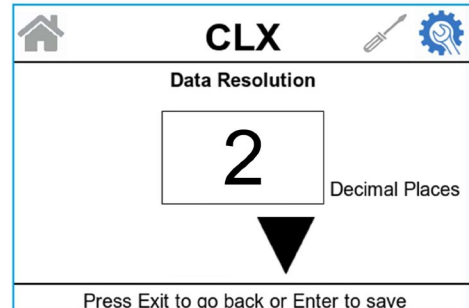 CLX
Data Resolution
2
Decimal Places
Press Exit to go back or Enter to save